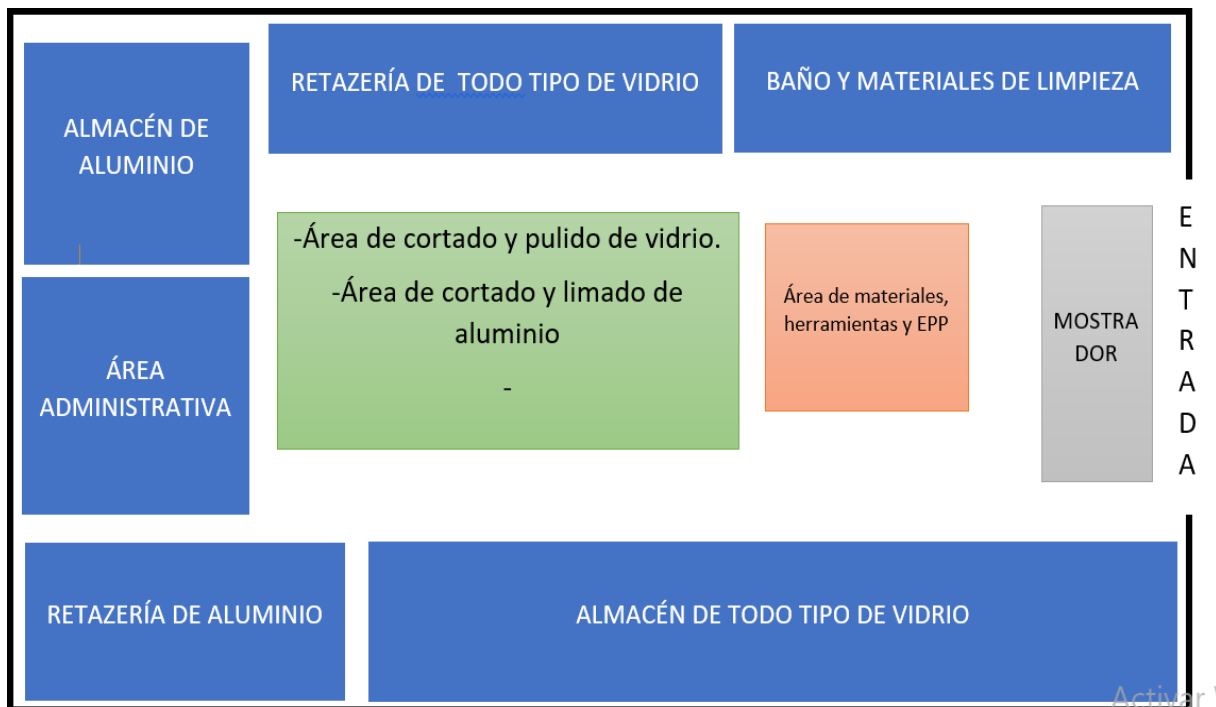 RETAZERÍA DE TODO TIPO DE VIDRIO
BAÑO Y MATERIALES DE LIMPIEZA
ALMACÉN DE
ALUMINIO
-Área de cortado y pulido de vidrio.
-Área de cortado y limado de
aluminio
-
Área de materiales,
herramientas y EPP
MOSTRA
DOR
E
N
T
R
A
D
A
ÁREA
ADMINISTRATIVA
RETAZERÍA DE ALUMINIO
ALMACÉN DE TODO TIPO DE VIDRIO
Activar